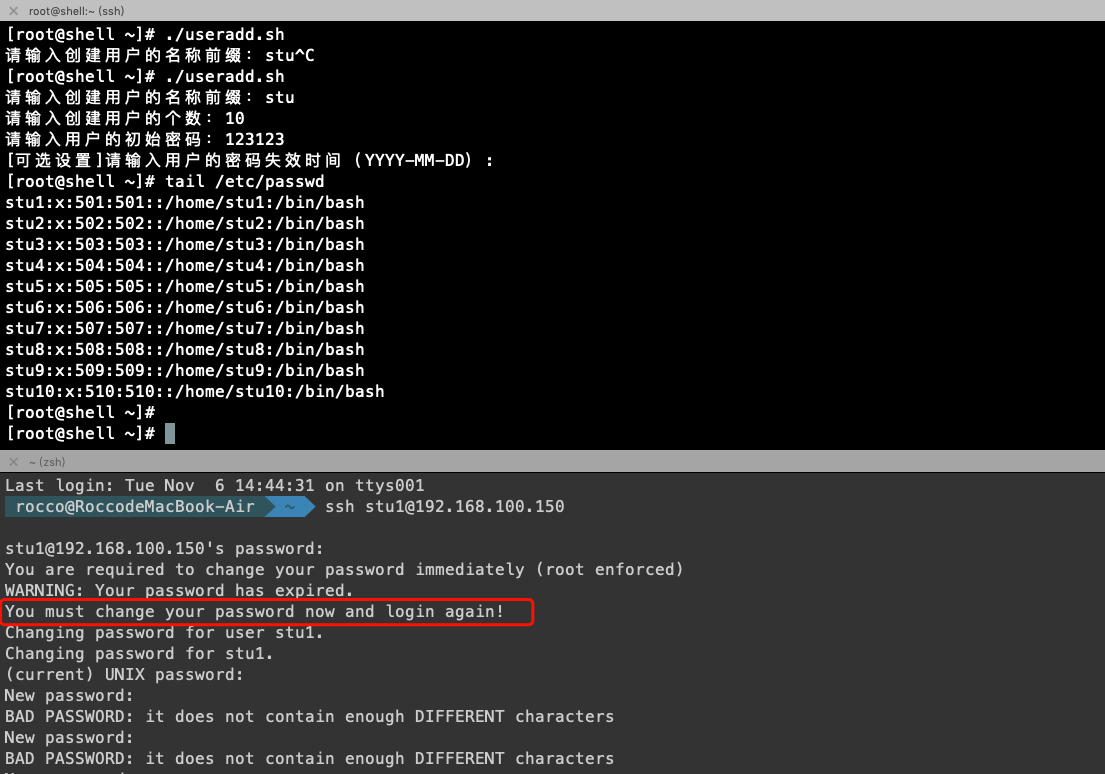 root@shell:~ (ssh)
[root@shell ~]# ./useradd.sh
请输入创建用户的名称前缀：stu^C
[root@shell ~]# ./useradd.sh
请输入创建用户的名称前缀：stu
请输入创建用户的个数：10
请输入用户的初始密码：123123
[可选设置]请输入用户的密码失效时间（YYYY-MM-DD）：
[root@shell ~]# tail /etc/passwd
stu1:x:501:501::/home/stu1:/bin/bash
stu2:x:502:502::/home/stu2:/bin/bash
stu3:x:503:503::/home/stu3:/bin/bash
stu4:x:504:504::/home/stu4:/bin/bash
stu5:x:505:505::/home/stu5:/bin/bash
stu6:x:506:506::/home/stu6:/bin/bash
stu7:x:507:507::/home/stu7:/bin/bash
stu8:x:508:508::/home/stu8:/bin/bash
stu9:x:509:509::/home/stu9:/bin/bash
stu10:x:510:510::/home/stu10:/bin/bash
[root@shell ~]#
[root@shell ~]#
~ (zsh)
Last login: Tue Nov  6 14:44:31 on ttys001
rocco@RoccodeMacBook-Air ~ ssh stu1@192.168.100.150
stu1@192.168.100.150's password:
You are required to change your password immediately (root enforced)
WARNING: Your password has expired.
You must change your password now and login again!
Changing password for user stu1.
Changing password for stu1.
(current) UNIX password:
New password:
BAD PASSWORD: it does not contain enough DIFFERENT characters
New password:
BAD PASSWORD: it does not contain enough DIFFERENT characters